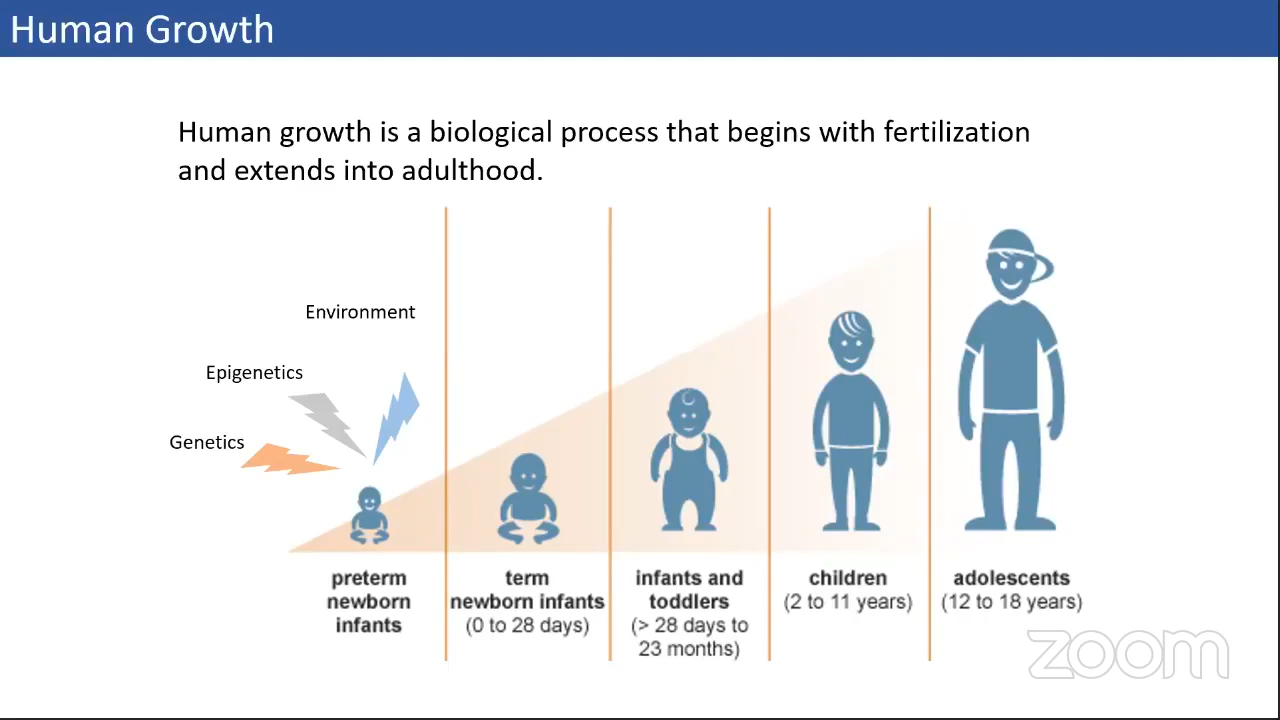 Human Growth
Human growth is a biological process that begins with fertilization
and extends into adulthood.
Environment
Epigenetics
Genetics
preterm
newborn
infants
term
newborn infants
(0 to 28 days)
infants and
toddlers
(> 28 days to
23 months)
children
(2 to 11 years)
adolescents
(12 to 18 years)
zoom